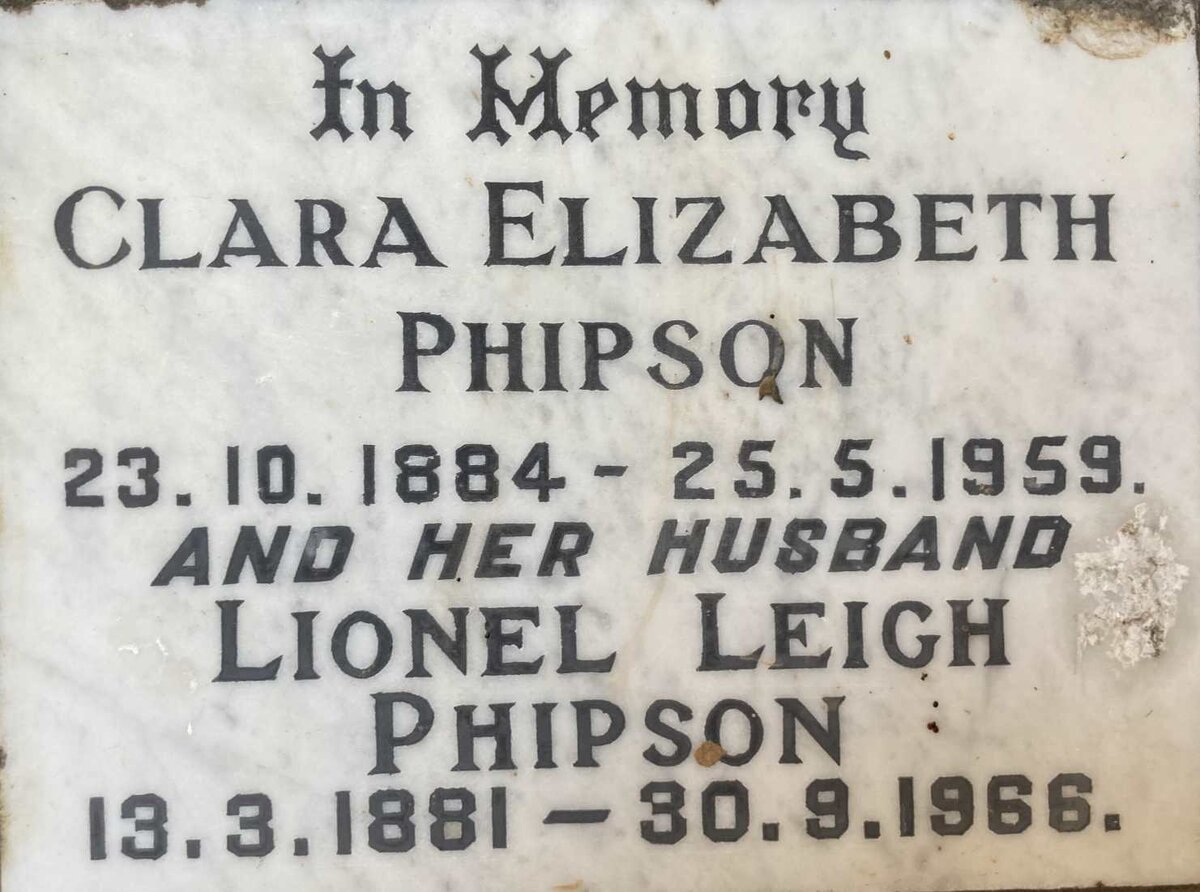 In Memory
CLARA ELIZABETH
PHIPSON
23.10.1884 - 25.5.1959.
AND HER HUSBAND
LIONEL LEIGH
PHIPSON
13.3.1881 — 30.9.1966.